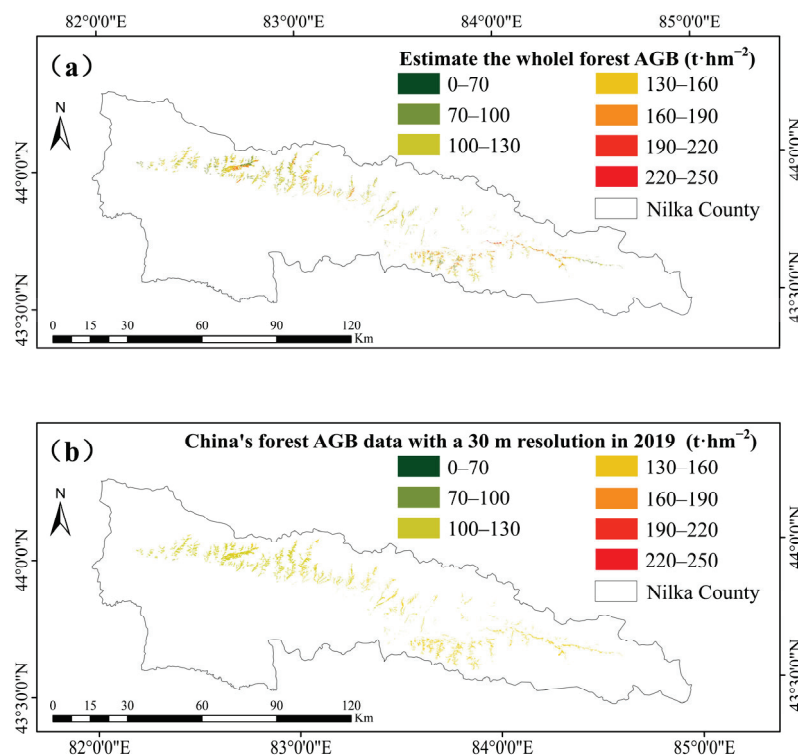 82°0'0"E 83°0'0"E 84°0'0"E 85°0'0"E
(a)
Estimate the wholel forest AGB (t·hm⁻²)
0–70 130–160
70–100 160–190
100–130 190–220
220–250
Nilka County
N
44°0'0"N 44°0'0"N
43°30'0"N 43°30'0"N
0 15 30 60 90 120
Km
(b)
China's forest AGB data with a 30 m resolution in 2019 (t·hm⁻²)
0–70 130–160
70–100 160–190
100–130 190–220
220–250
Nilka County
N
44°0'0"N 44°0'0"N
43°30'0"N 43°30'0"N
0 15 30 60 90 120
Km
82°0'0"E 83°0'0"E 84°0'0"E 85°0'0"E